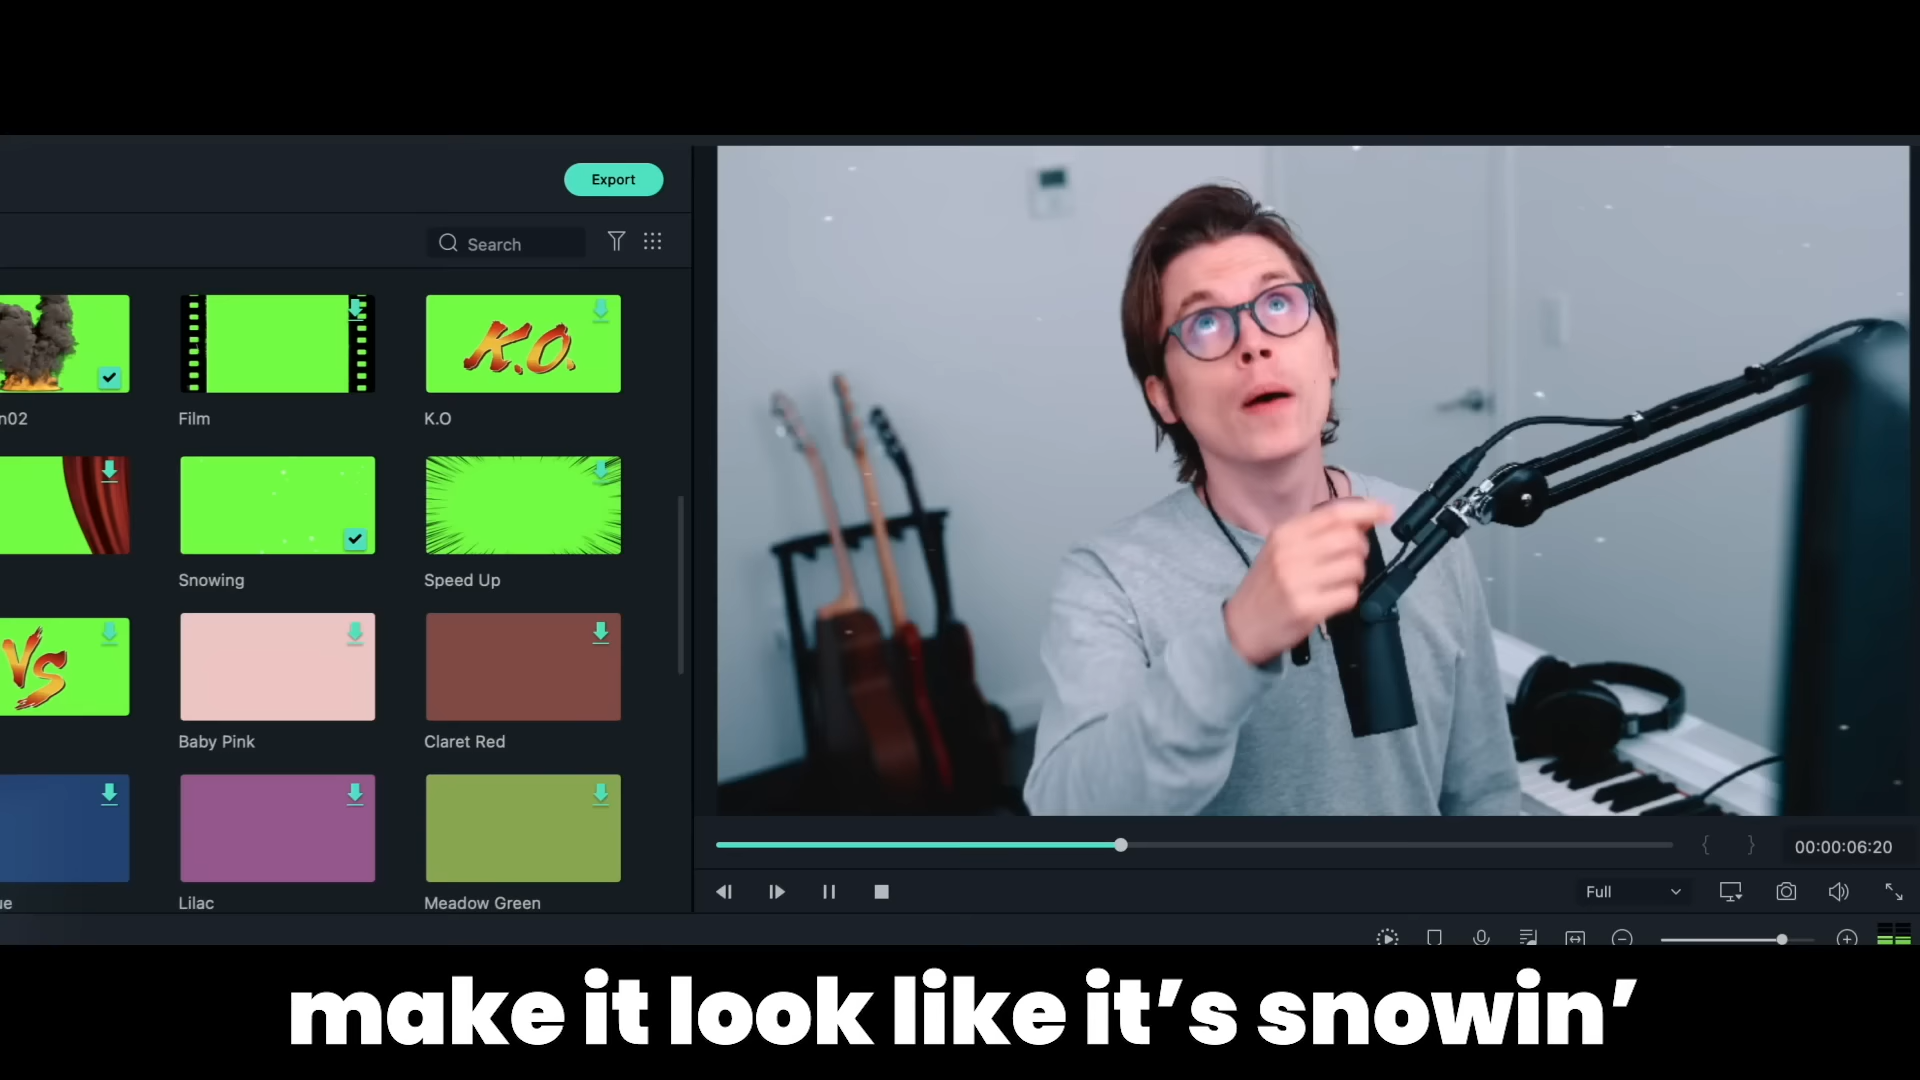 Export
Search
n02
Film
K.O.
K.O
Snowing
Speed Up
VS
Baby Pink
Claret Red
ue
Lilac
Meadow Green
{ }
00:00:06:20
Full
make it look like it's snowin'